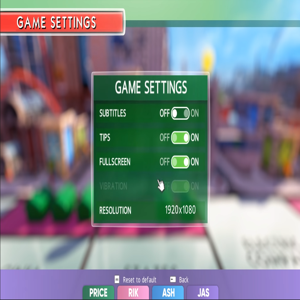 GAME SETTINGS
GAME SETTINGS
SUBTITLES OFF ON
TIPS OFF ON
FULLSCREEN OFF ON
VIBRATION OFF ON
RESOLUTION 1920x1080
Reset to default Back
PRICE RIK ASH JAS